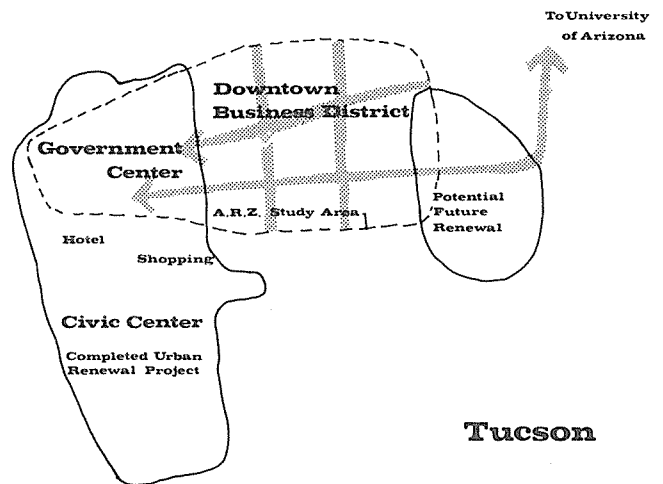 To University
of Arizona
Downtown
Business District
Government
Center
A.R.Z. Study Area
Potential
Future
Renewal
Hotel
Shopping
Civic Center
Completed Urban
Renewal Project
Tucson